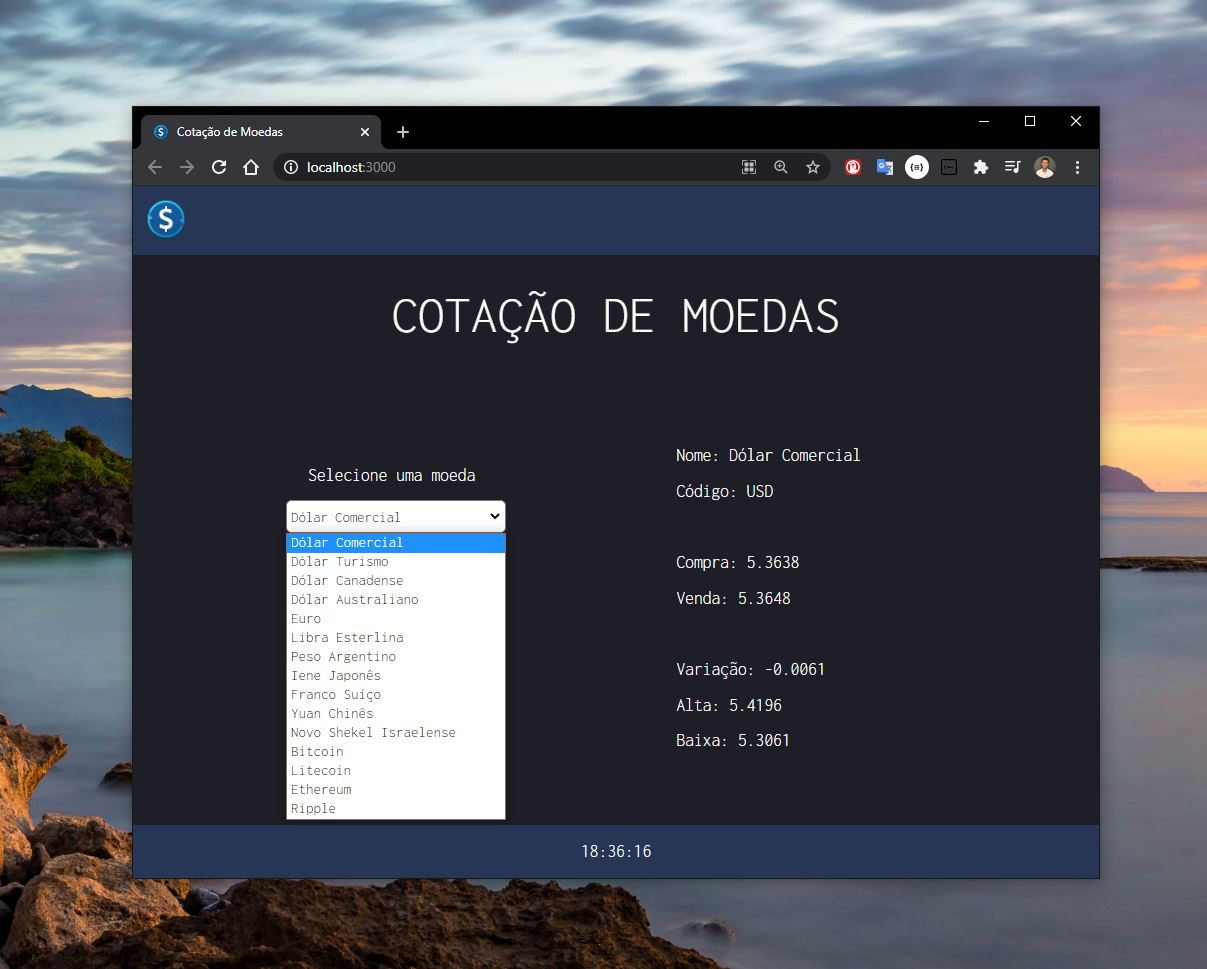 Cotação de Moedas
localhost:3000
$
COTAÇÃO DE MOEDAS
Selecione uma moeda
Dólar Comercial
Dólar Comercial
Dólar Turismo
Dólar Canadense
Dólar Australiano
Euro
Libra Esterlina
Peso Argentino
Iene Japonês
Franco Suíço
Yuan Chinês
Novo Shekel Israelense
Bitcoin
Litecoin
Ethereum
Ripple
Nome: Dólar Comercial
Código: USD
Compra: 5.3638
Venda: 5.3648
Variação: -0.0061
Alta: 5.4196
Baixa: 5.3061
18:36:16